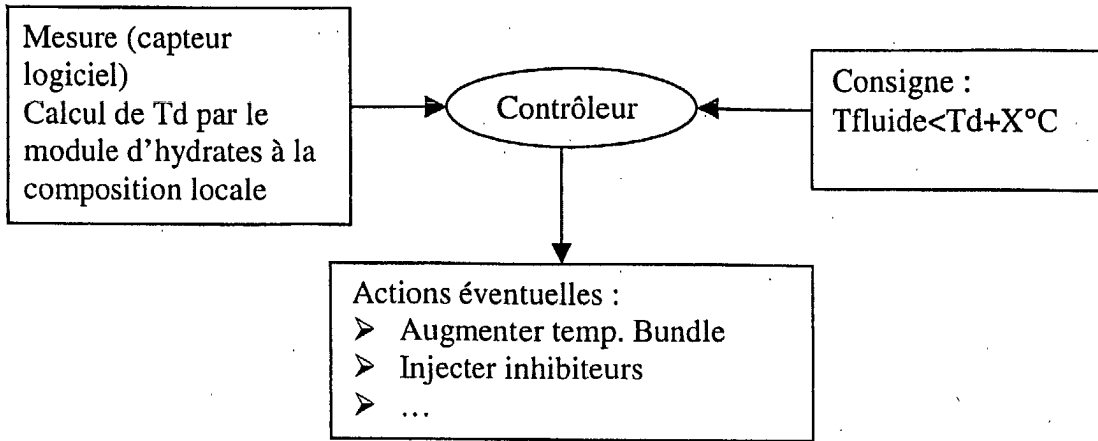 Mesure (capteur
logiciel)
Calcul de Td par le
module d'hydrates à la
composition locale
Contrôleur
Consigne :
Tfluide<Td+X°C
Actions éventuelles :
➢ Augmenter temp. Bundle
➢ Injecter inhibiteurs
➢ ...